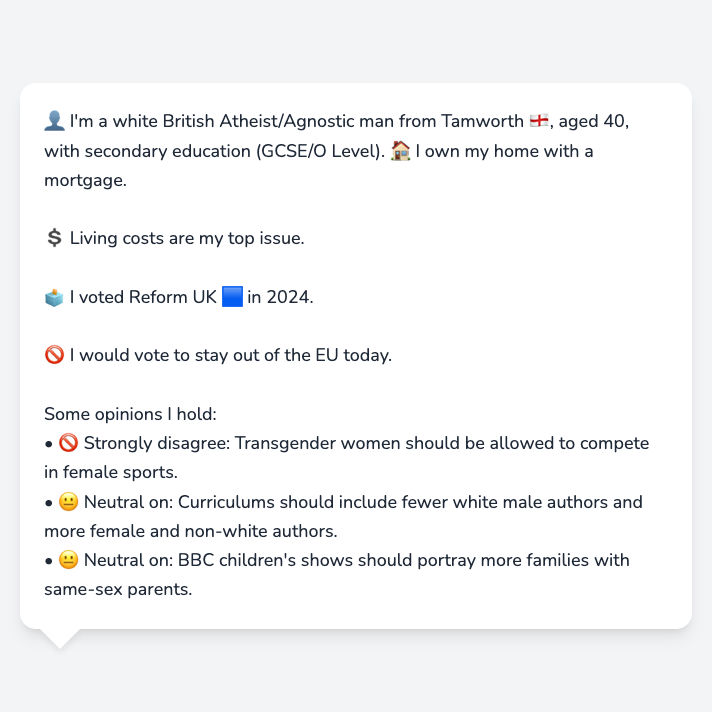 👤 I'm a white British Atheist/Agnostic man from Tamworth 🏴󠁧󠁢󠁥󠁮󠁧󠁿, aged 40,
with secondary education (GCSE/O Level). 🏠 I own my home with a
mortgage.
💲 Living costs are my top issue.
🗳️ I voted Reform UK 🟦 in 2024.
🚫 I would vote to stay out of the EU today.
Some opinions I hold:
• 🚫 Strongly disagree: Transgender women should be allowed to compete
in female sports.
• 😐 Neutral on: Curriculums should include fewer white male authors and
more female and non-white authors.
• 😐 Neutral on: BBC children's shows should portray more families with
same-sex parents.